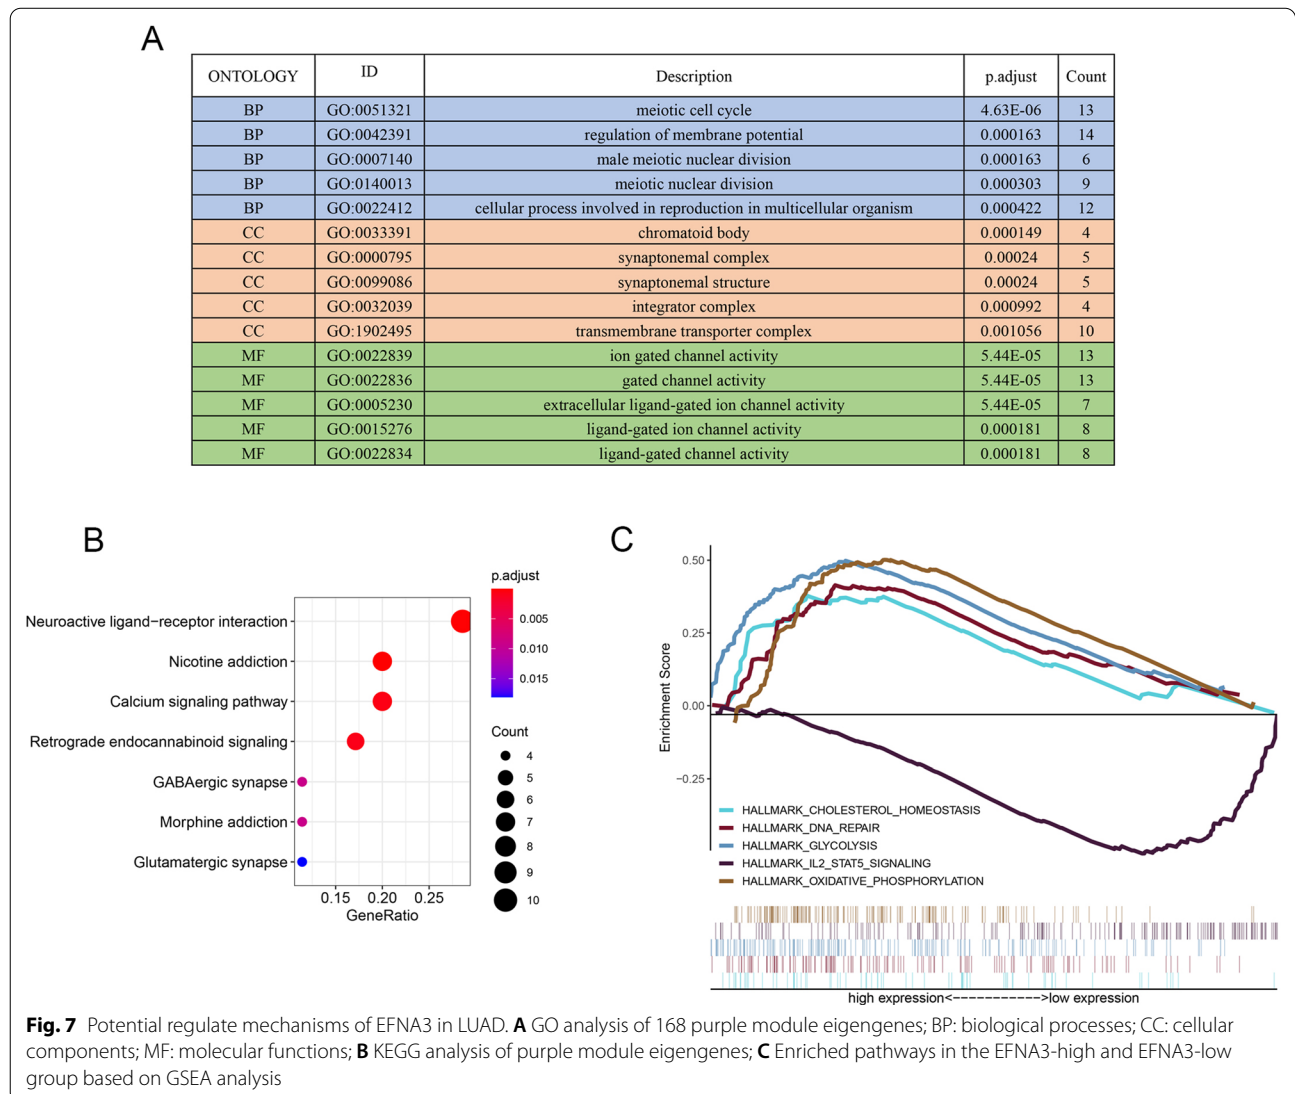 A
ONTOLOGY ID Description p.adjust Count
BP GO:0051321 meiotic cell cycle 4.63E-06 13
BP GO:0042391 regulation of membrane potential 0.000163 14
BP GO:0007140 male meiotic nuclear division 0.000163 6
BP GO:0140013 meiotic nuclear division 0.000303 9
BP GO:0022412 cellular process involved in reproduction in multicellular organism 0.000422 12
CC GO:0033391 chromatoid body 0.000149 4
CC GO:0000795 synaptonemal complex 0.00024 5
CC GO:0099086 synaptonemal structure 0.00024 5
CC GO:0032039 integrator complex 0.000992 4
CC GO:1902495 transmembrane transporter complex 0.001056 10
MF GO:0022839 ion gated channel activity 5.44E-05 13
MF GO:0022836 gated channel activity 5.44E-05 13
MF GO:0005230 extracellular ligand-gated ion channel activity 5.44E-05 7
MF GO:0015276 ligand-gated ion channel activity 0.000181 8
MF GO:0022834 ligand-gated channel activity 0.000181 8
B
Neuroactive ligand−receptor interaction
Nicotine addiction
Calcium signaling pathway
Retrograde endocannabinoid signaling
GABAergic synapse
Morphine addiction
Glutamatergic synapse
0.15 0.20 0.25
GeneRatio
p.adjust
0.005
0.010
0.015
Count
4
5
6
7
8
9
10
C
Enrichment Score
0.50
0.25
0.00
−0.25
HALLMARK_CHOLESTEROL_HOMEOSTASIS
HALLMARK_DNA_REPAIR
HALLMARK_GLYCOLYSIS
HALLMARK_IL2_STAT5_SIGNALING
HALLMARK_OXIDATIVE_PHOSPHORYLATION
high expression<------------>low expression
Fig. 7 Potential regulate mechanisms of EFNA3 in LUAD. A GO analysis of 168 purple module eigengenes; BP: biological processes; CC: cellular
components; MF: molecular functions; B KEGG analysis of purple module eigengenes; C Enriched pathways in the EFNA3-high and EFNA3-low
group based on GSEA analysis